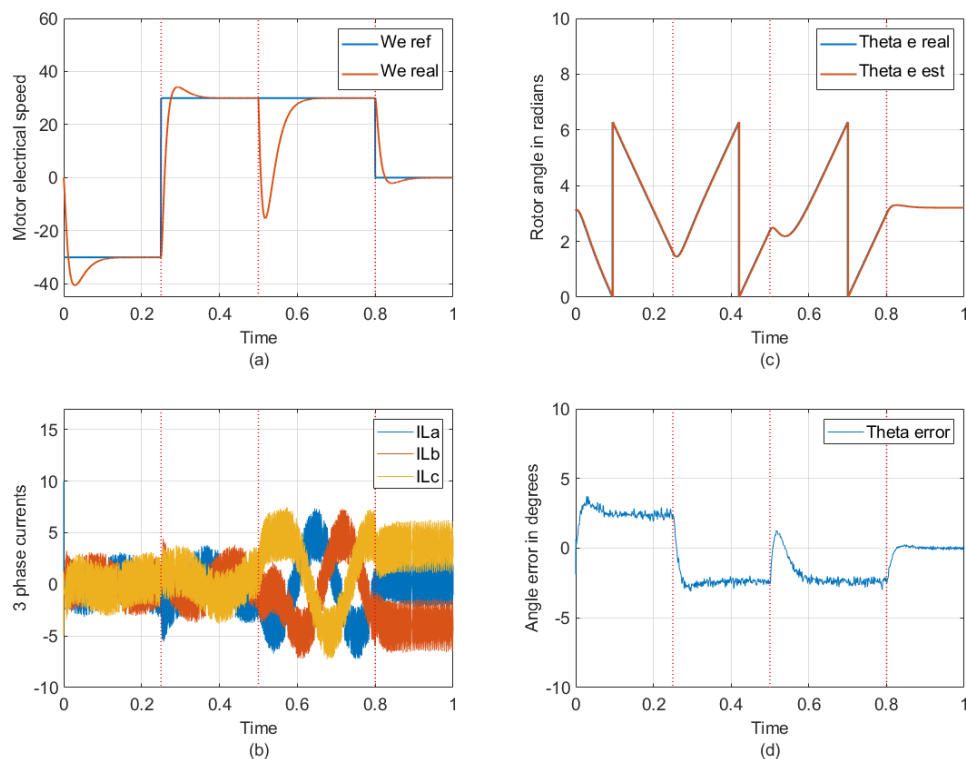 60
40
20
0
-20
-40
Motor electrical speed
We ref
We real
0
0.2
0.4
0.6
0.8
1
Time
(a)
10
8
6
4
2
0
Rotor angle in radians
Theta e real
Theta e est
0
0.2
0.4
0.6
0.8
1
Time
(c)
15
10
5
0
-5
-10
3 phase currents
ILa
ILb
ILc
0
0.2
0.4
0.6
0.8
1
Time
(b)
10
5
0
-5
-10
Angle error in degrees
Theta error
0
0.2
0.4
0.6
0.8
1
Time
(d)